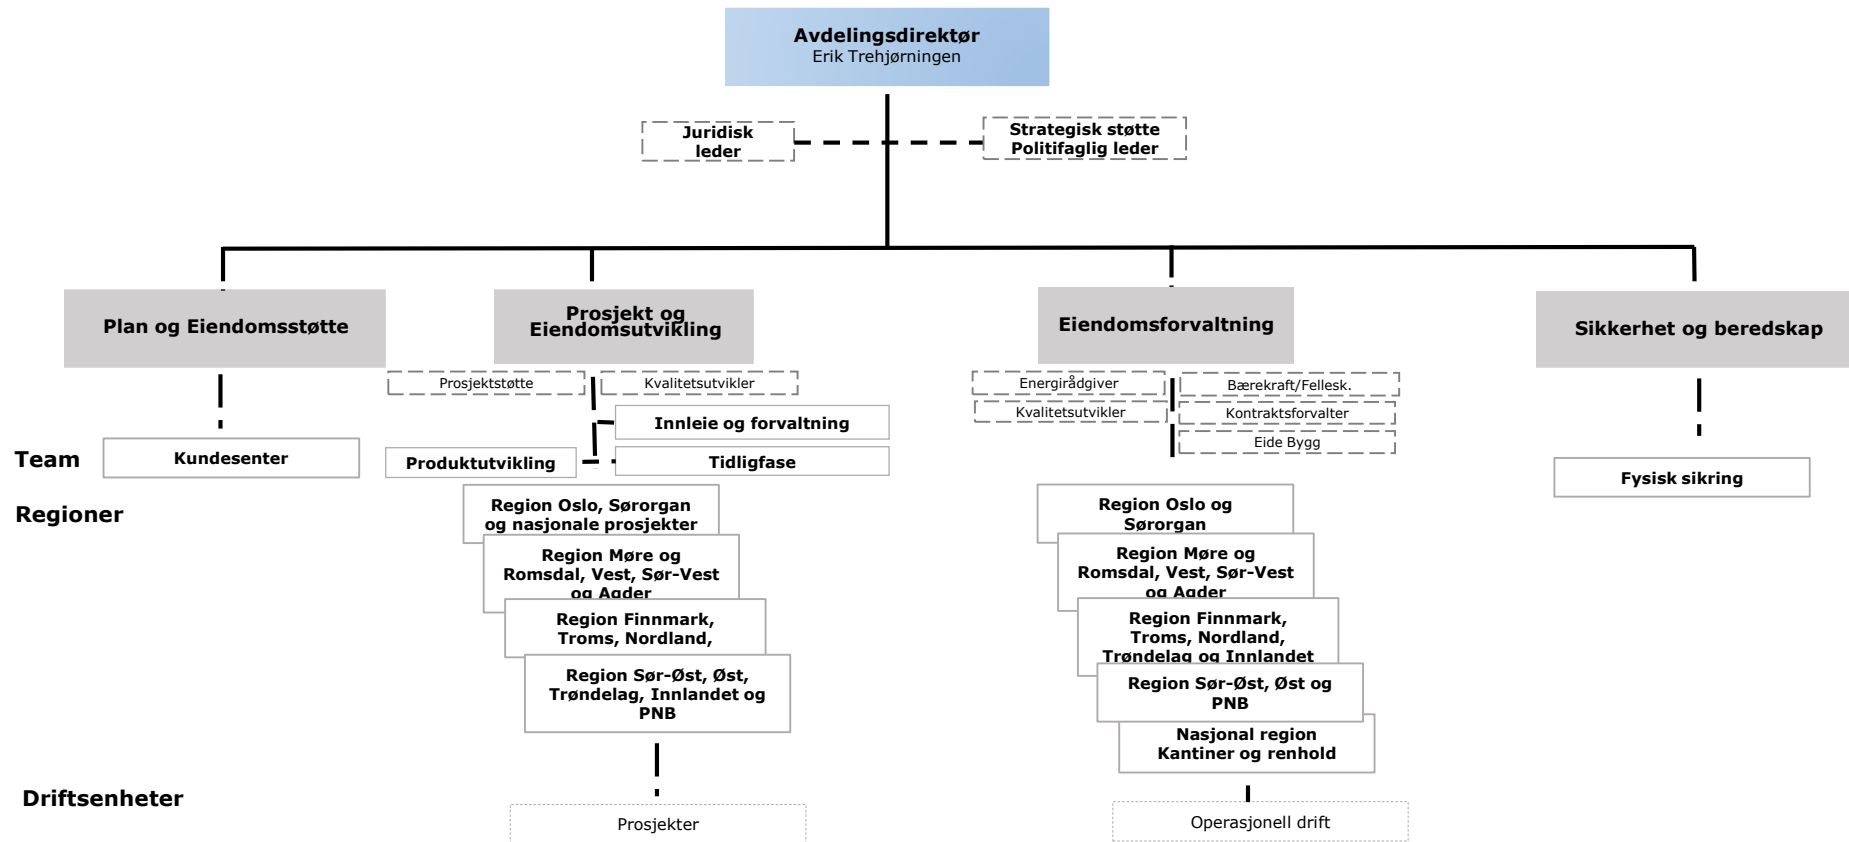 Avdelingsdirektør
Erik Trehjørningen
Juridisk
leder
Strategisk støtte
Politifaglig leder
Plan og Eiendomsstøtte
Prosjekt og
Eiendomsutvikling
Eiendomsforvaltning
Sikkerhet og beredskap
Prosjektstøtte
Kvalitetsutvikler
Energirådgiver
Bærekraft/Fellesk.
Kvalitetsutvikler
Kontraktsforvalter
Eide Bygg
Innleie og forvaltning
Team
Kundesenter
Produktutvikling
Tidligfase
Fysisk sikring
Regioner
Region Oslo, Sørorgan
og nasjonale prosjekter
Region Møre og
Romsdal, Vest, Sør-Vest
og Agder
Region Finnmark,
Troms, Nordland,
Region Sør-Øst, Øst,
Trøndelag, Innlandet og
PNB
Region Oslo og
Sørorgan
Region Møre og
Romsdal, Vest, Sør-Vest
og Agder
Region Finnmark,
Troms, Nordland,
Trøndelag og Innlandet
Region Sør-Øst, Øst og
PNB
Nasjonal region
Kantiner og renhold
Driftsenheter
Prosjekter
Operasjonell drift